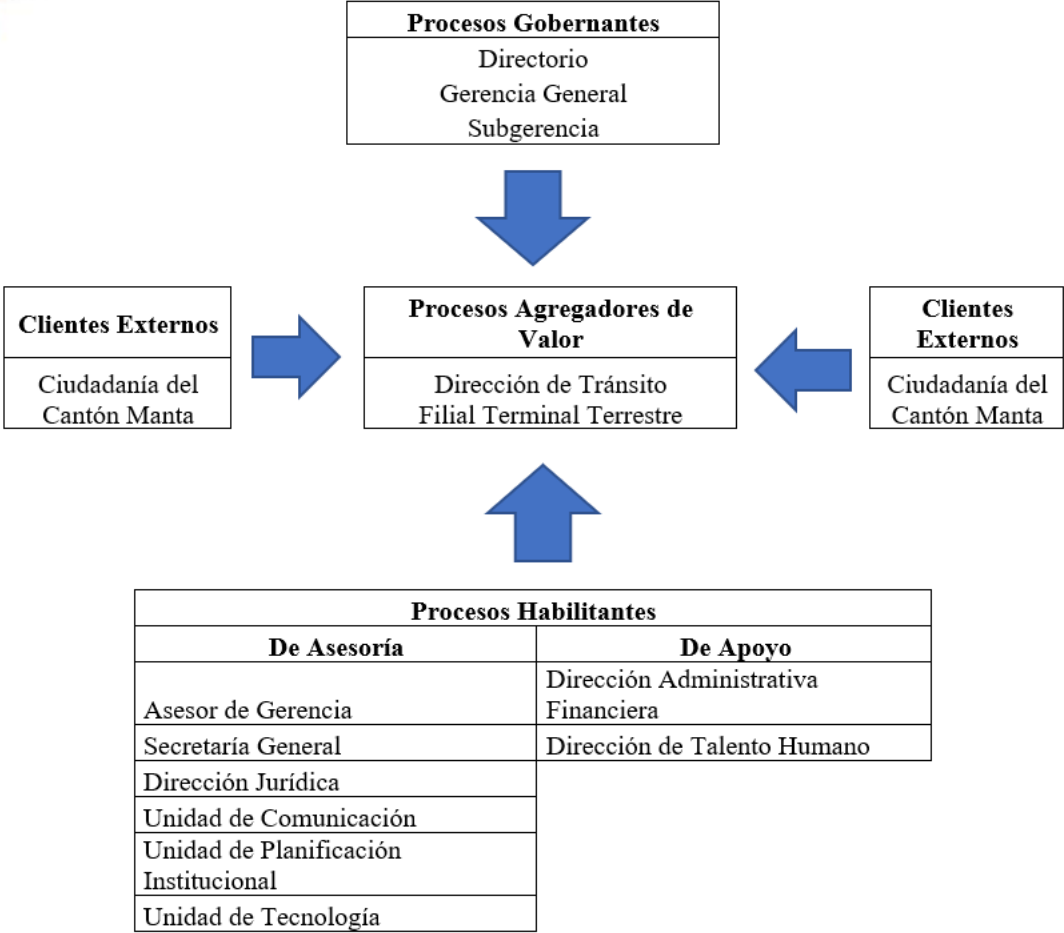 Procesos Gobernantes
Directorio
Gerencia General
Subgerencia
Clientes Externos
Ciudadanía del
Cantón Manta
Procesos Agregadores de
Valor
Dirección de Tránsito
Filial Terminal Terrestre
Clientes
Externos
Ciudadanía del
Cantón Manta
Procesos Habilitantes
De Asesoría
De Apoyo
Asesor de Gerencia
Dirección Administrativa
Financiera
Secretaría General
Dirección de Talento Humano
Dirección Jurídica
Unidad de Comunicación
Unidad de Planificación
Institucional
Unidad de Tecnología